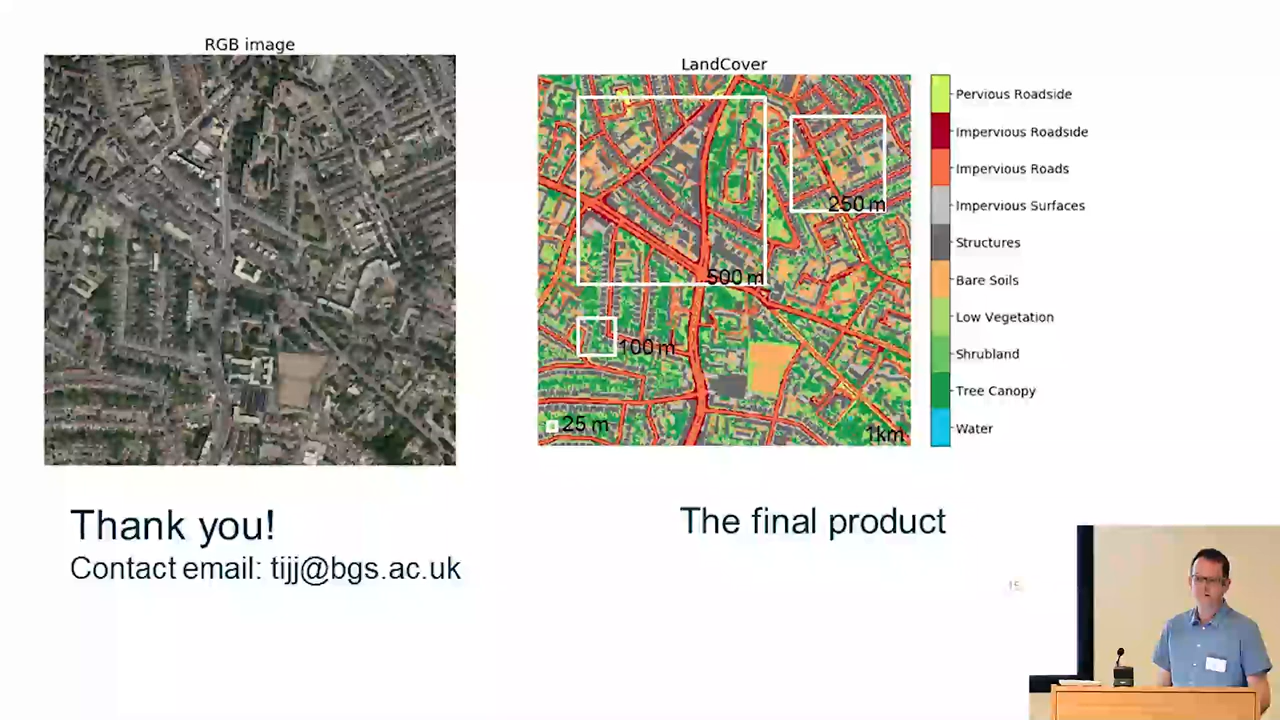 RGB image
LandCover
Pervious Roadside
Impervious Roadside
Impervious Roads
Impervious Surfaces
Structures
Bare Soils
Low Vegetation
Shrubland
Tree Canopy
Water
250 m
500 m
100 m
25 m
1km
Thank you!
Contact email: tijj@bgs.ac.uk
The final product
15